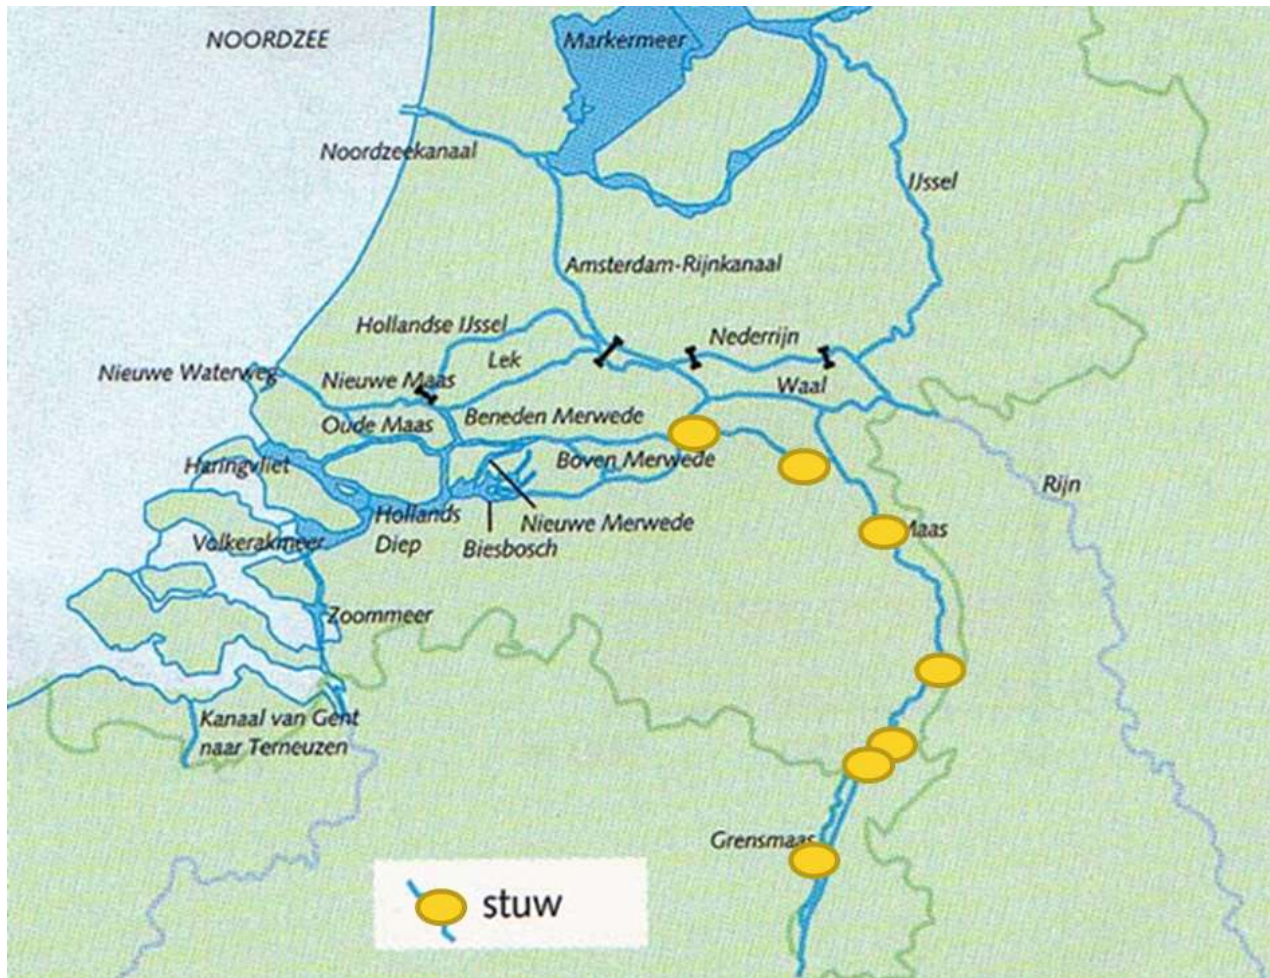 NOORDZEE
Markermeer
Noordzeekanaal
IJssel
Amsterdam-Rijnkanaal
Hollandse IJssel
Nederrijn
Lek
Nieuwe Waterweg
Nieuwe Maas
Waal
Oude Maas
Beneden Merwede
Haringvliet
Boven Merwede
Rijn
Hollands
Diep
Nieuwe Merwede
Maas
Volkerakmeer
Biesbosch
Zoommeer
Kanaal van Gent
naar Terneuzen
Grensmaas
stuw